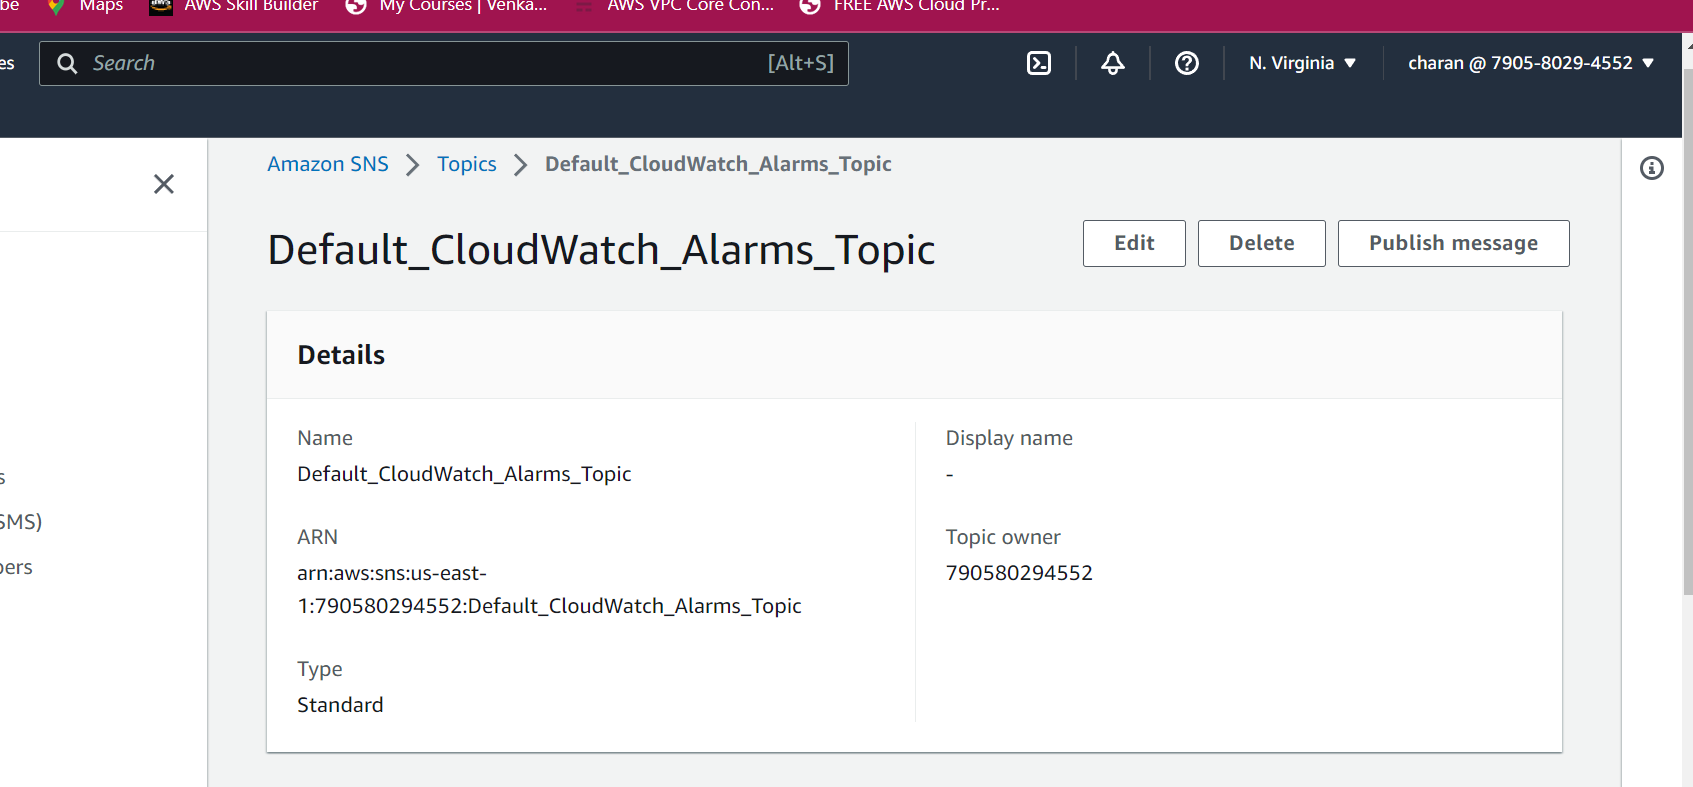 be Maps AWS Skill Builder My Courses | Venka... AWS VPC Core Con... FREE AWS Cloud Pr...
es Search [Alt+S] N. Virginia charan @ 7905-8029-4552
Amazon SNS Topics Default_CloudWatch_Alarms_Topic
Default_CloudWatch_Alarms_Topic Edit Delete Publish message
Details
Name
Default_CloudWatch_Alarms_Topic
Display name
-
ARN
arn:aws:sns:us-east-
1:790580294552:Default_CloudWatch_Alarms_Topic
Topic owner
790580294552
Type
Standard
s
SMS)
bers